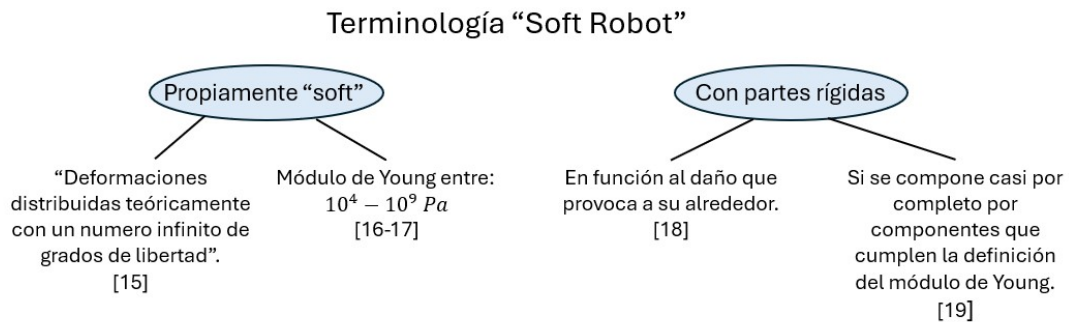 Terminología “Soft Robot”
Propiamente “soft”
Con partes rígidas
“Deformaciones
distribuidas teóricamente
con un numero infinito de
grados de libertad”.
[15]
Módulo de Young entre:
10⁴ – 10⁹ Pa
[16-17]
En función al daño que
provoca a su alrededor.
[18]
Si se compone casi por
completo por
componentes que
cumplen la definición
del módulo de Young.
[19]